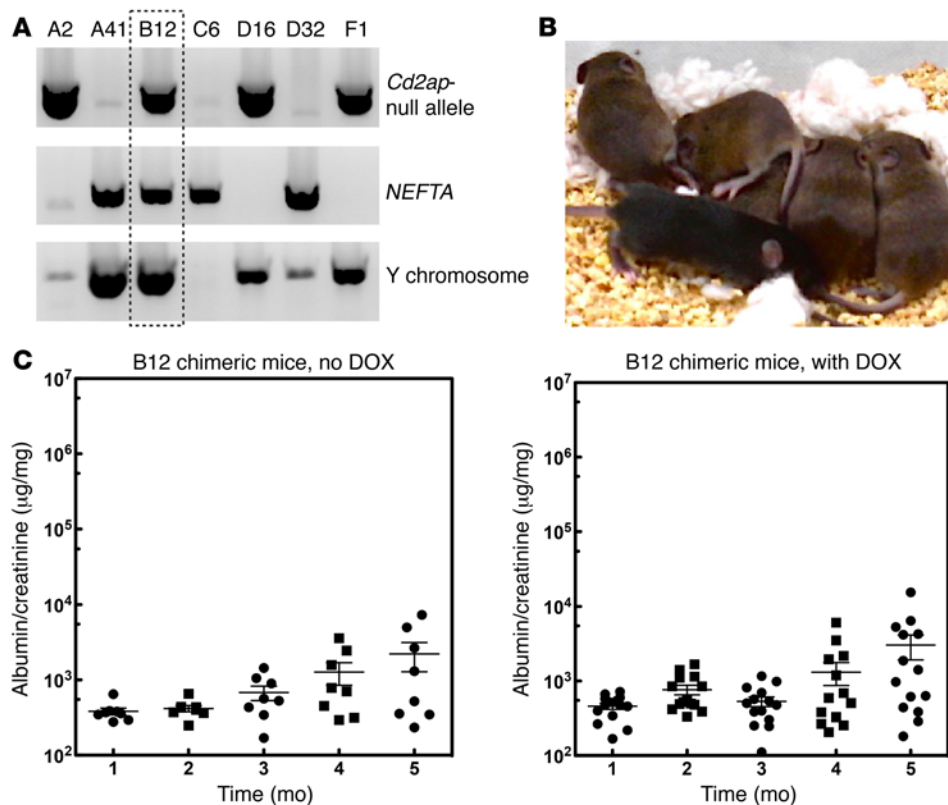 A
A2 A41 B12 C6 D16 D32 F1
Cd2ap-
null allele
NEFTA
Y chromosome
B
C
B12 chimeric mice, no DOX
Albumin/creatinine (µg/mg)
10⁷
10⁶
10⁵
10⁴
10³
10²
1 2 3 4 5
Time (mo)
B12 chimeric mice, with DOX
Albumin/creatinine (µg/mg)
10⁷
10⁶
10⁵
10⁴
10³
10²
1 2 3 4 5
Time (mo)